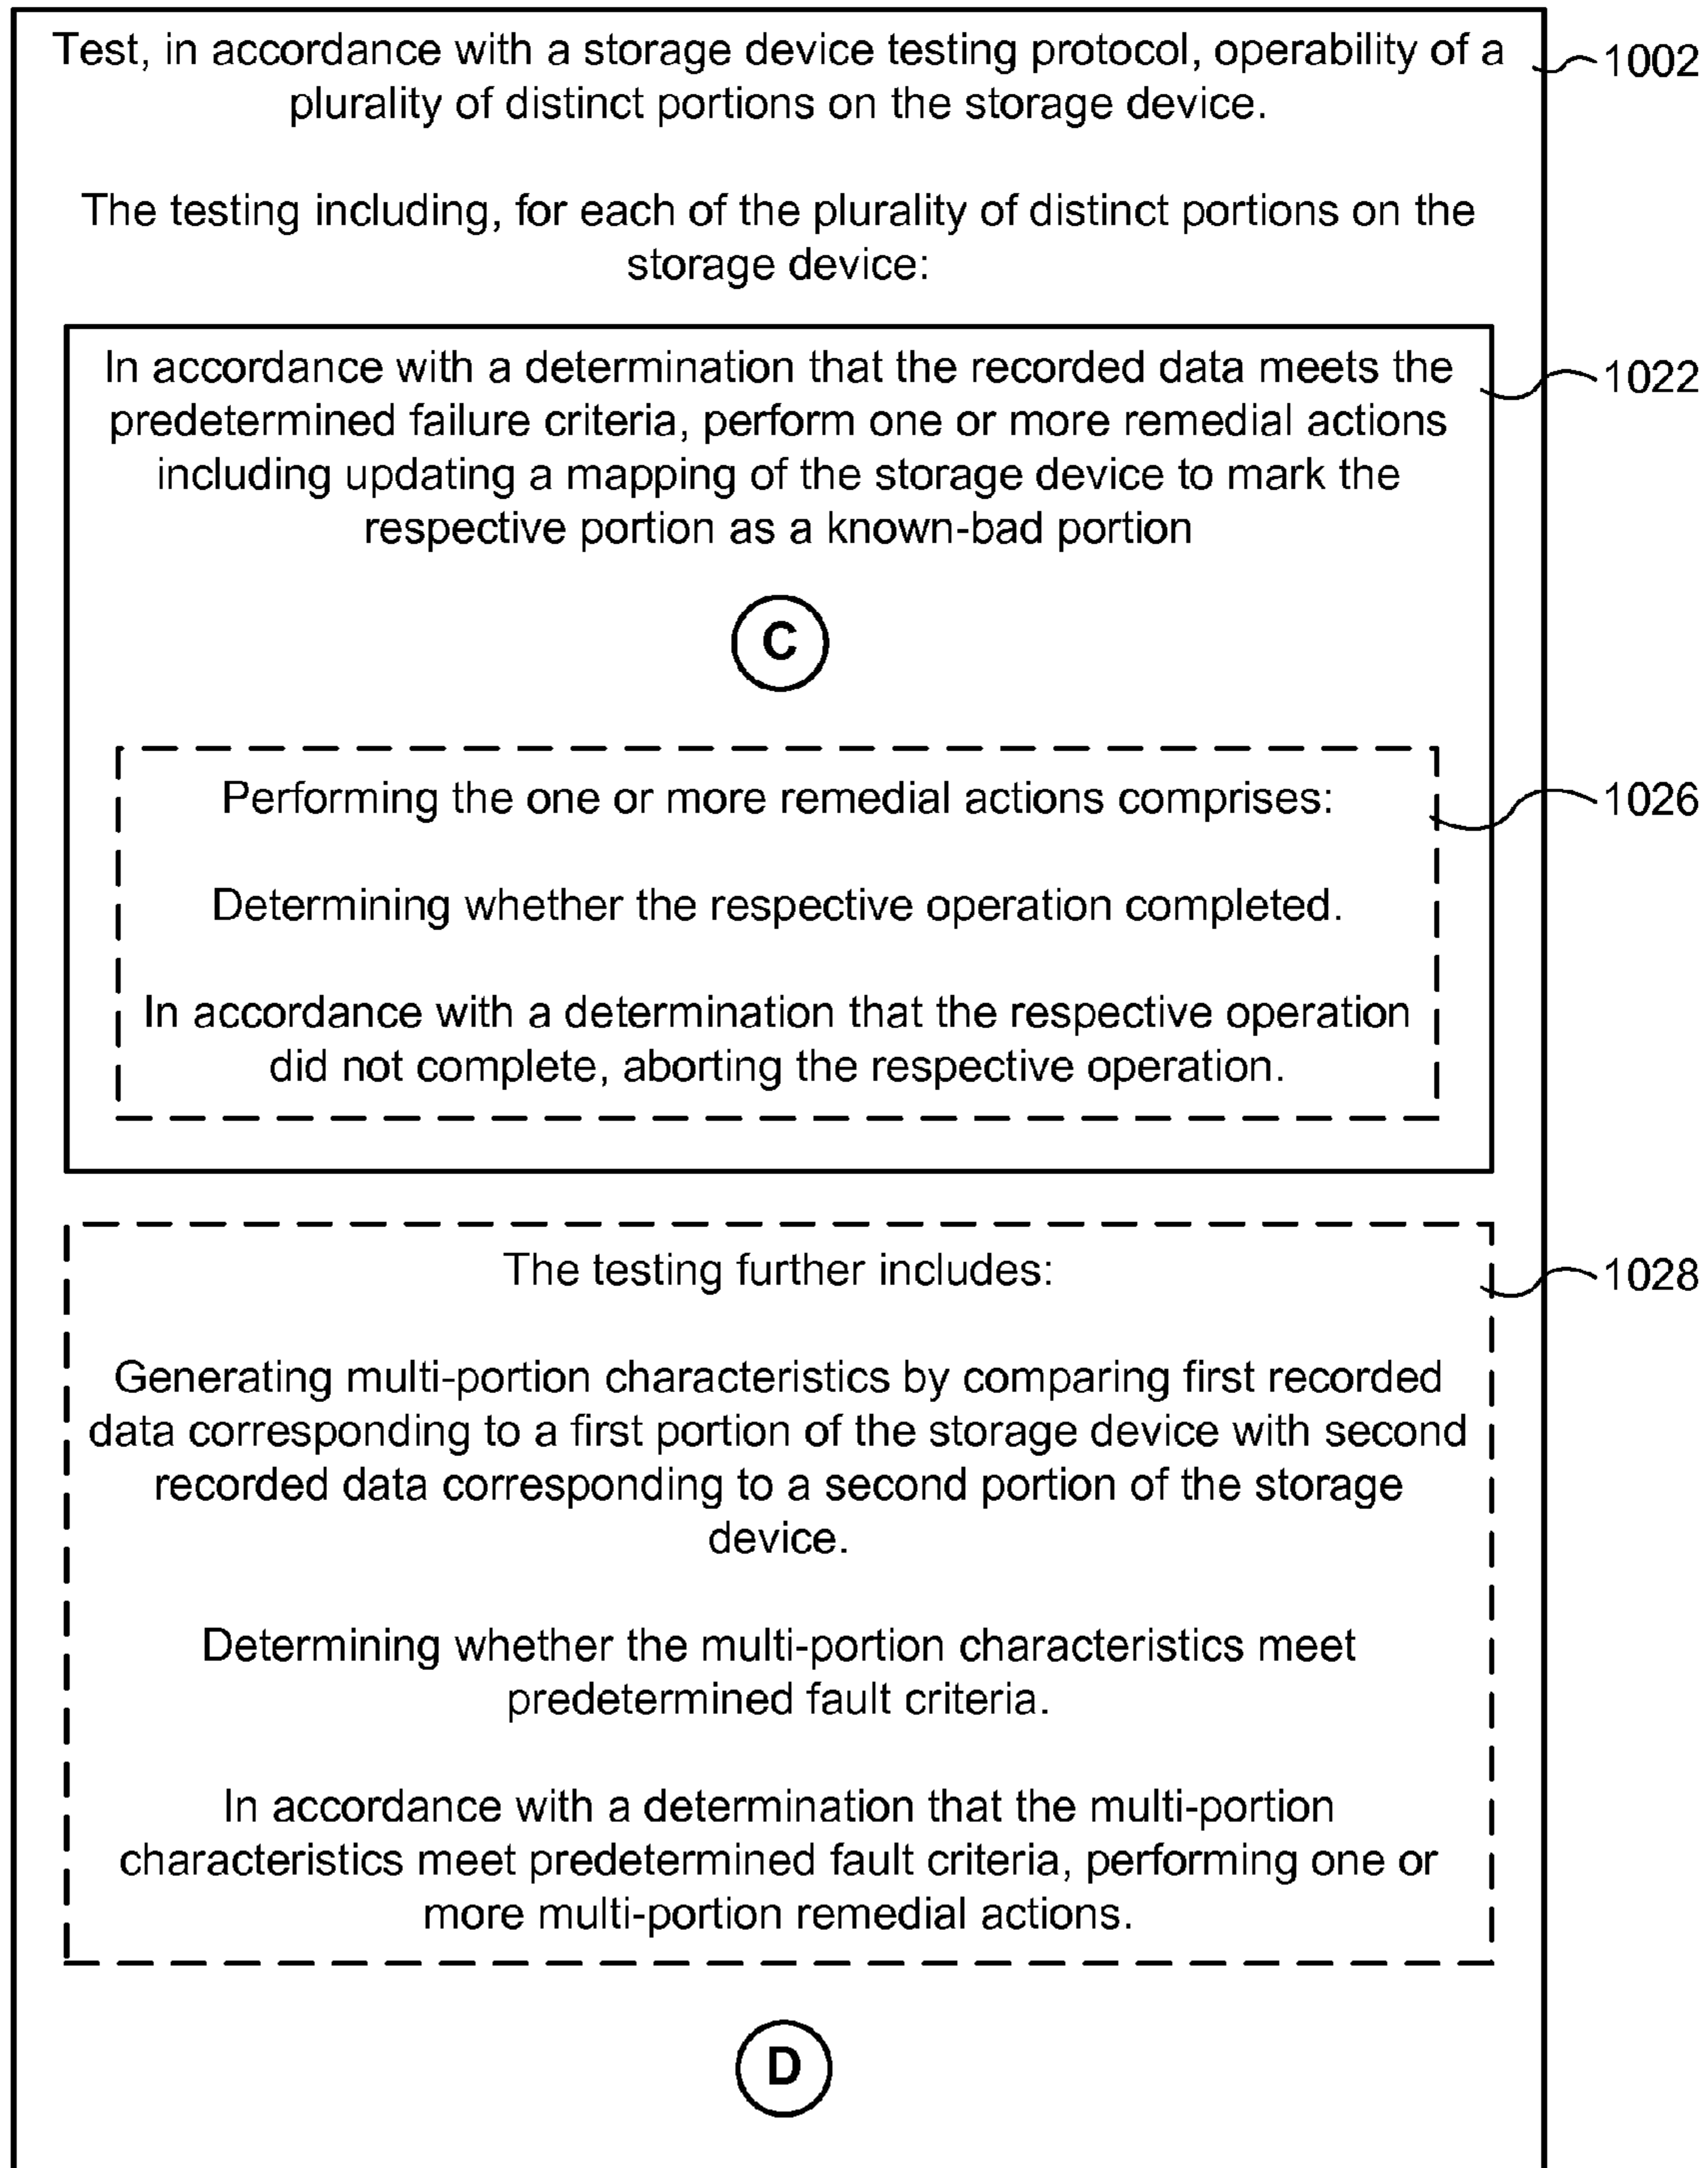 Test, in accordance with a storage device testing protocol, operability of a
1002
plurality of distinct portions on the storage device.
The testing including, for each of the plurality of distinct portions on the
storage device:
In accordance with a determination that the recorded data meets the
1022
predetermined failure criteria, perform one or more remedial actions
including updating a mapping of the storage device to mark the
respective portion as a known-bad portion
C
Performing the one or more remedial actions comprises:
1026
Determining whether the respective operation completed.
In accordance with a determination that the respective operation
did not complete, aborting the respective operation.
The testing further includes:
1028
Generating multi-portion characteristics by comparing first recorded
data corresponding to a first portion of the storage device with second
recorded data corresponding to a second portion of the storage
device.
Determining whether the multi-portion characteristics meet
predetermined fault criteria.
In accordance with a determination that the multi-portion
characteristics meet predetermined fault criteria, performing one or
more multi-portion remedial actions.
D